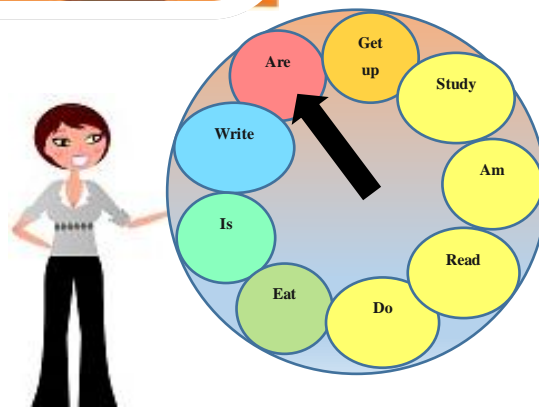 Get
up
Study
Am
Read
Do
Eat
Is
Write
Are